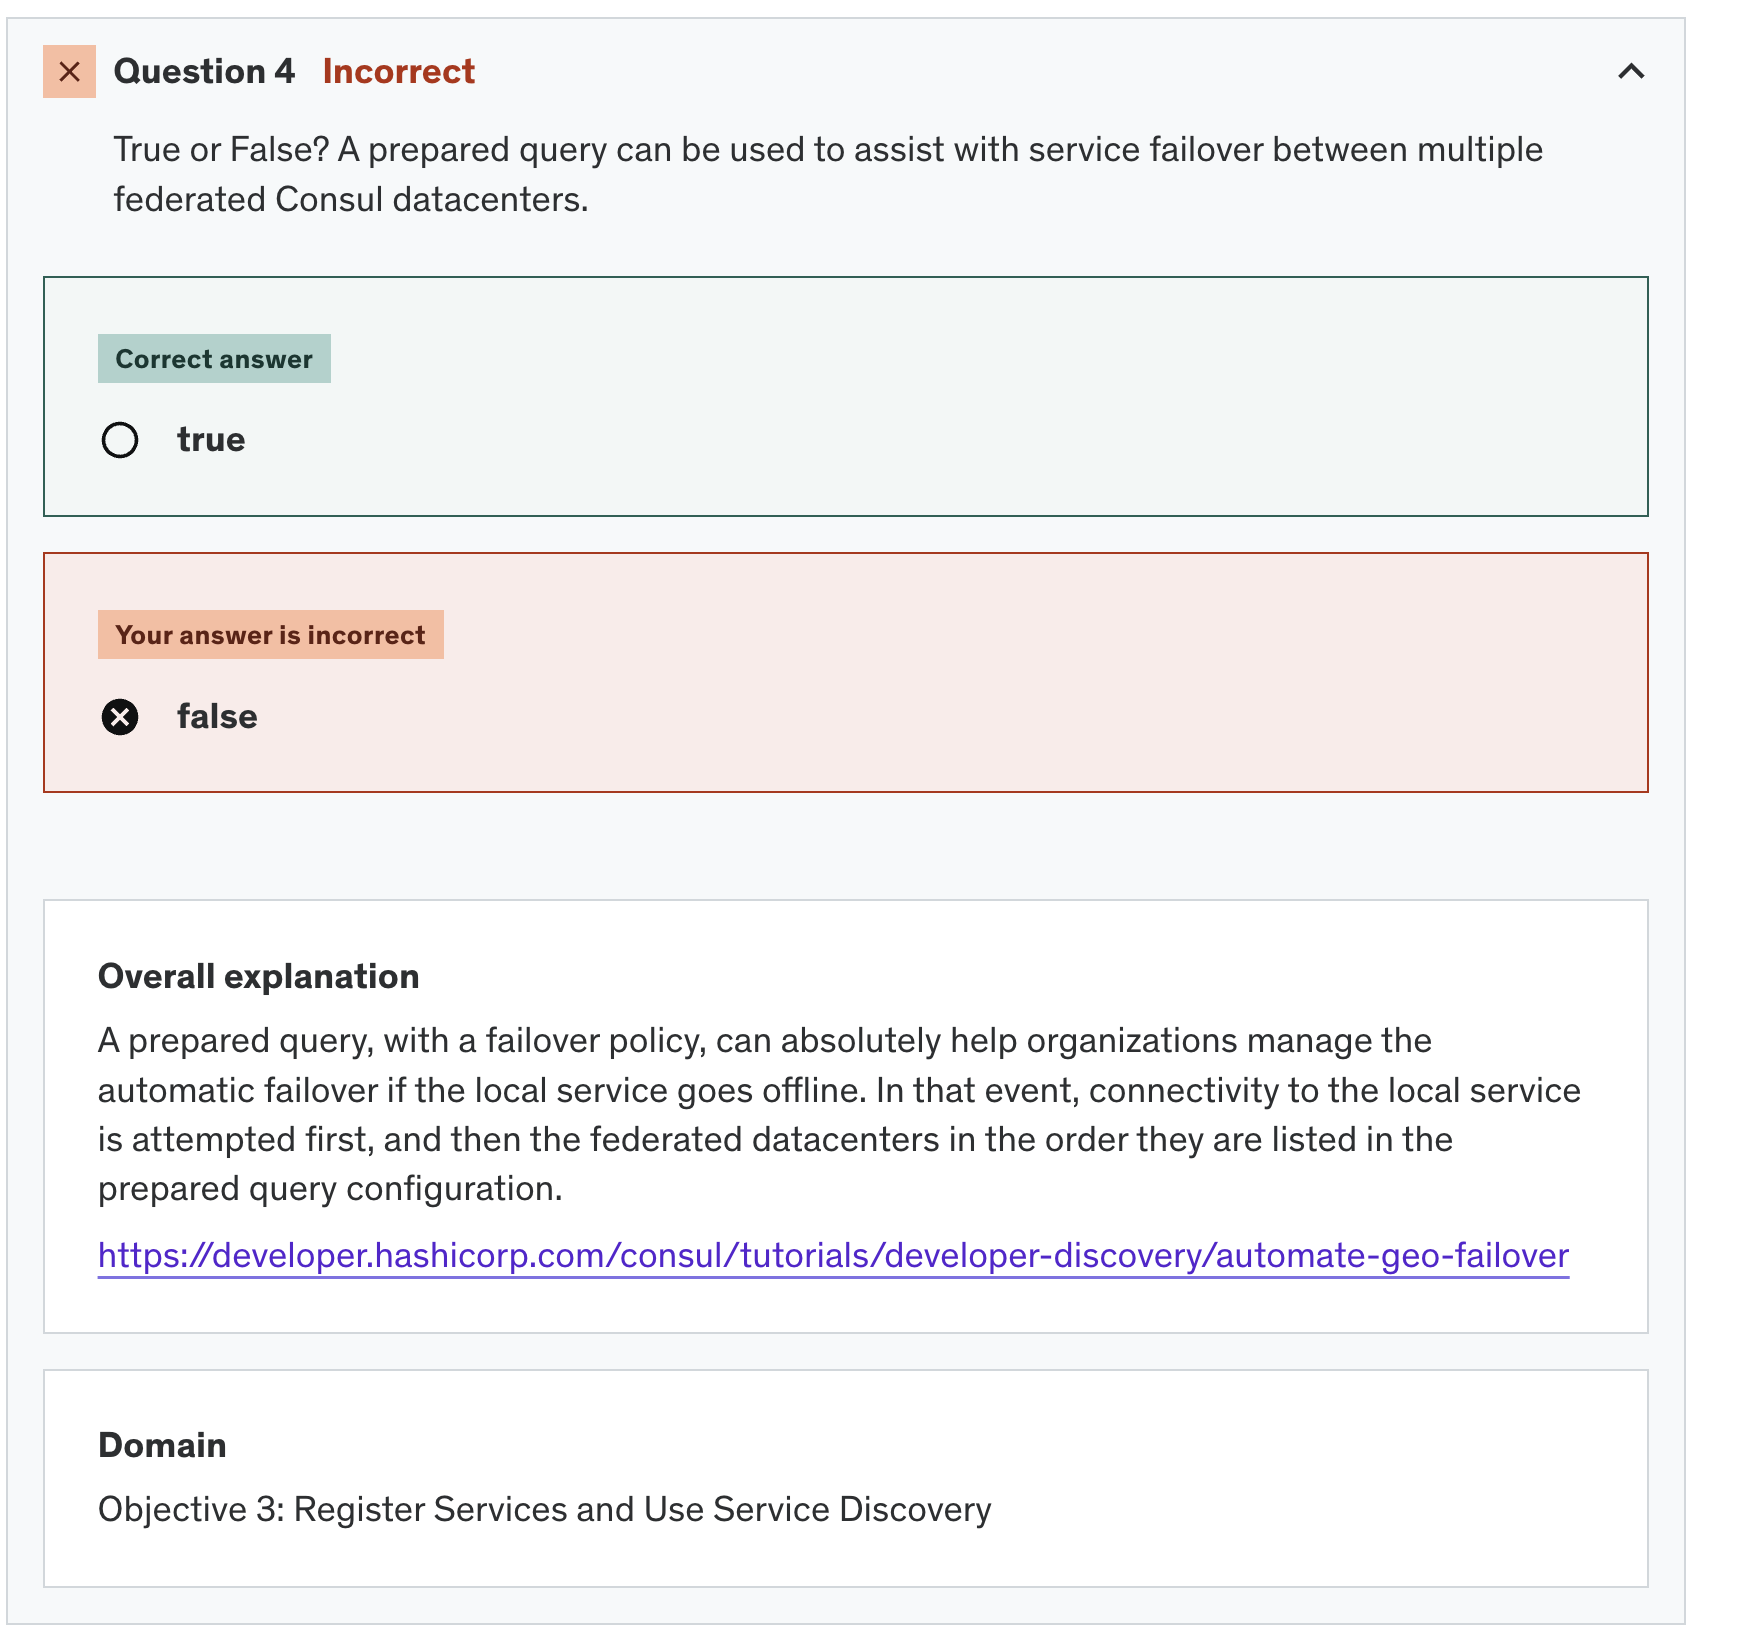 Question 4 Incorrect
True or False? A prepared query can be used to assist with service failover between multiple
federated Consul datacenters.
Correct answer
true
Your answer is incorrect
false
Overall explanation
A prepared query, with a failover policy, can absolutely help organizations manage the
automatic failover if the local service goes offline. In that event, connectivity to the local service
is attempted first, and then the federated datacenters in the order they are listed in the
prepared query configuration.
https://developer.hashicorp.com/consul/tutorials/developer-discovery/automate-geo-failover
Domain
Objective 3: Register Services and Use Service Discovery